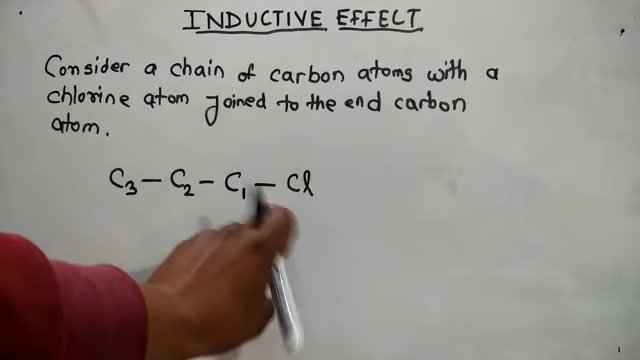 INDUCTIVE EFFECT
Consider a chain of carbon atoms with a
chlorine atom joined to the end carbon
atom.
C₃ – C₂ – C₁ – Cl